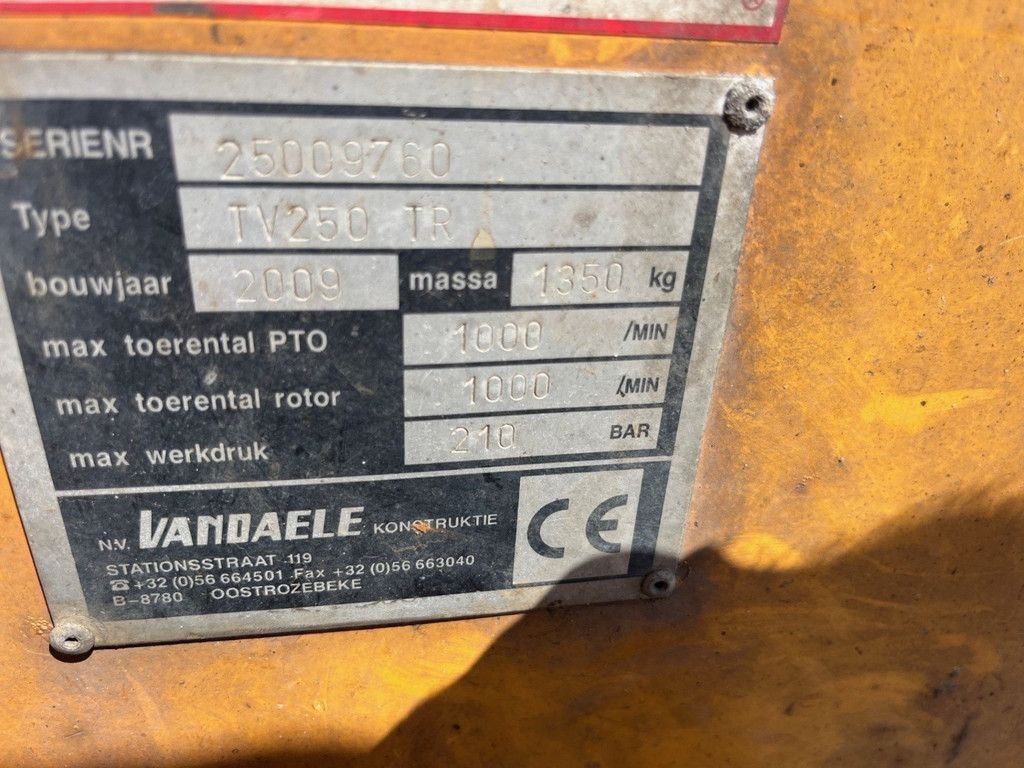 ®
SERIENR 25009760
Type TV250 TR
bouwjaar 2009 massa 1350 kg
max toerental PTO 1000 /MIN
max toerental rotor 1000 /MIN
max werkdruk 210 BAR
N.V. VANDAELE KONSTRUKTIE CE
STATIONSSTRAAT 119
☎ +32 (0)56 664501 .Fax +32 (0)56 663040
B-8780 OOSTROZEBEKE